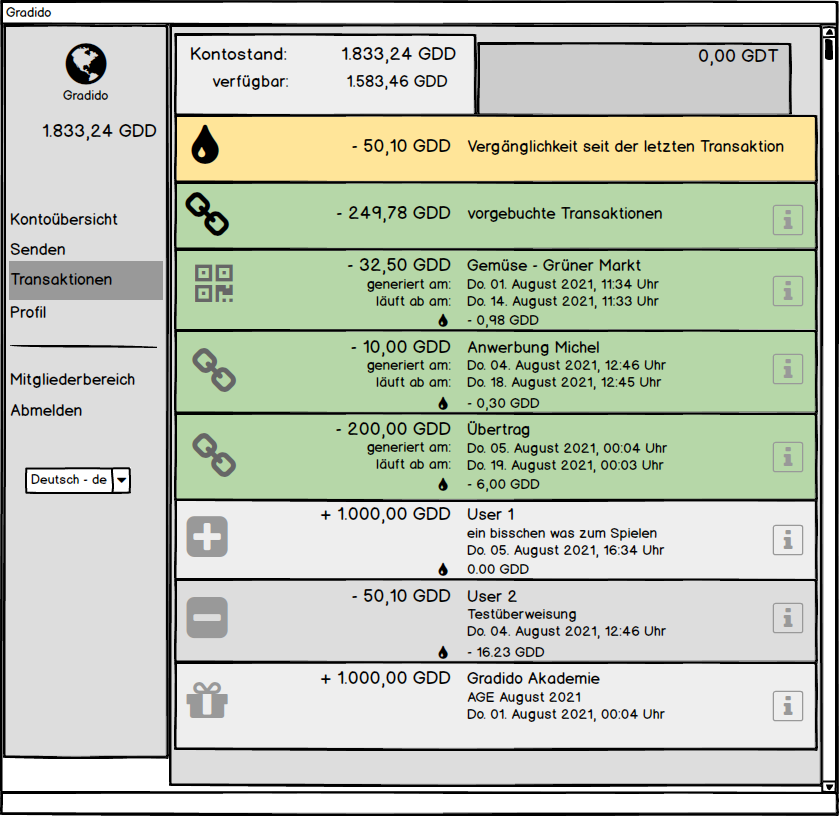 Gradido
Gradido
1.833,24 GDD
Kontoübersicht
Senden
Transaktionen
Profil
Mitgliederbereich
Abmelden
Deutsch - de
Kontostand: 1.833,24 GDD
verfügbar: 1.583,46 GDD
0,00 GDT
- 50,10 GDD Vergänglichkeit seit der letzten Transaktion
- 249,78 GDD vorgebuchte Transaktionen
- 32,50 GDD Gemüse - Grüner Markt
generiert am: Do. 01. August 2021, 11:34 Uhr
läuft ab am: Do. 14. August 2021, 11:33 Uhr
- 0,98 GDD
- 10,00 GDD Anwerbung Michel
generiert am: Do. 04. August 2021, 12:46 Uhr
läuft ab am: Do. 18. August 2021, 12:45 Uhr
- 0,30 GDD
- 200,00 GDD Übertrag
generiert am: Do. 05. August 2021, 00:04 Uhr
läuft ab am: Do. 19. August 2021, 00:03 Uhr
- 6,00 GDD
+ 1.000,00 GDD User 1
ein bisschen was zum Spielen
Do. 05. August 2021, 16:34 Uhr
0.00 GDD
- 50,10 GDD User 2
Testüberweisung
Do. 04. August 2021, 12:46 Uhr
- 16.23 GDD
+ 1.000,00 GDD Gradido Akademie
AGE August 2021
Do. 01. August 2021, 00:04 Uhr